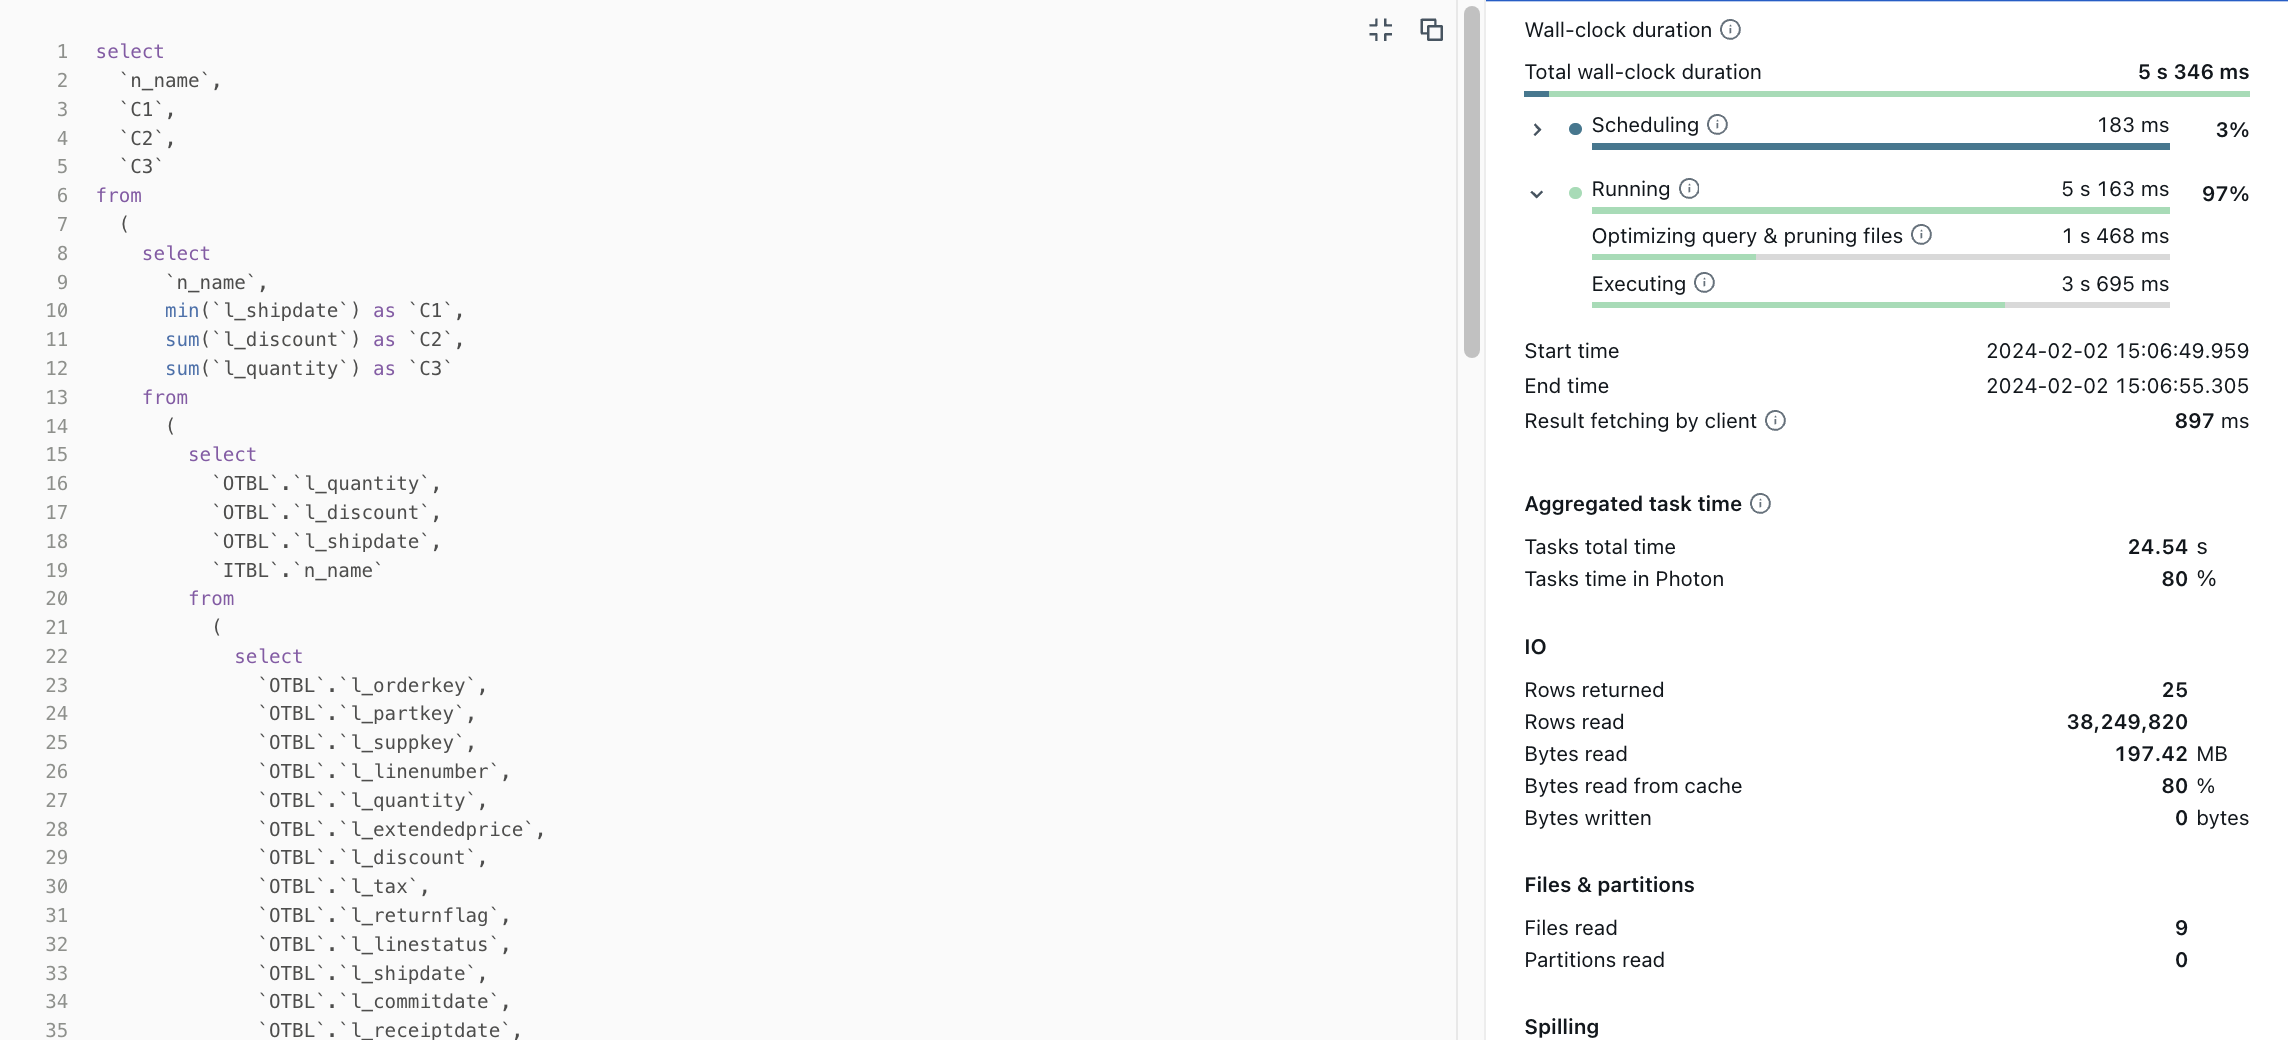 1 select
2 `n_name`,
3 `C1`,
4 `C2`,
5 `C3`
6 from
7 (
8 select
9 `n_name`,
10 min(`l_shipdate`) as `C1`,
11 sum(`l_discount`) as `C2`,
12 sum(`l_quantity`) as `C3`
13 from
14 (
15 select
16 `OTBL`.`l_quantity`,
17 `OTBL`.`l_discount`,
18 `OTBL`.`l_shipdate`,
19 `ITBL`.`n_name`
20 from
21 (
22 select
23 `OTBL`.`l_orderkey`,
24 `OTBL`.`l_partkey`,
25 `OTBL`.`l_suppkey`,
26 `OTBL`.`l_linenumber`,
27 `OTBL`.`l_quantity`,
28 `OTBL`.`l_extendedprice`,
29 `OTBL`.`l_discount`,
30 `OTBL`.`l_tax`,
31 `OTBL`.`l_returnflag`,
32 `OTBL`.`l_linestatus`,
33 `OTBL`.`l_shipdate`,
34 `OTBL`.`l_commitdate`,
35 `OTBL`.`l_receiptdate`,
Wall-clock duration
Total wall-clock duration 5 s 346 ms
Scheduling 183 ms 3%
Running 5 s 163 ms 97%
Optimizing query & pruning files 1 s 468 ms
Executing 3 s 695 ms
Start time 2024-02-02 15:06:49.959
End time 2024-02-02 15:06:55.305
Result fetching by client 897 ms
Aggregated task time
Tasks total time 24.54 s
Tasks time in Photon 80 %
IO
Rows returned 25
Rows read 38,249,820
Bytes read 197.42 MB
Bytes read from cache 80 %
Bytes written 0 bytes
Files & partitions
Files read 9
Partitions read 0
Spilling